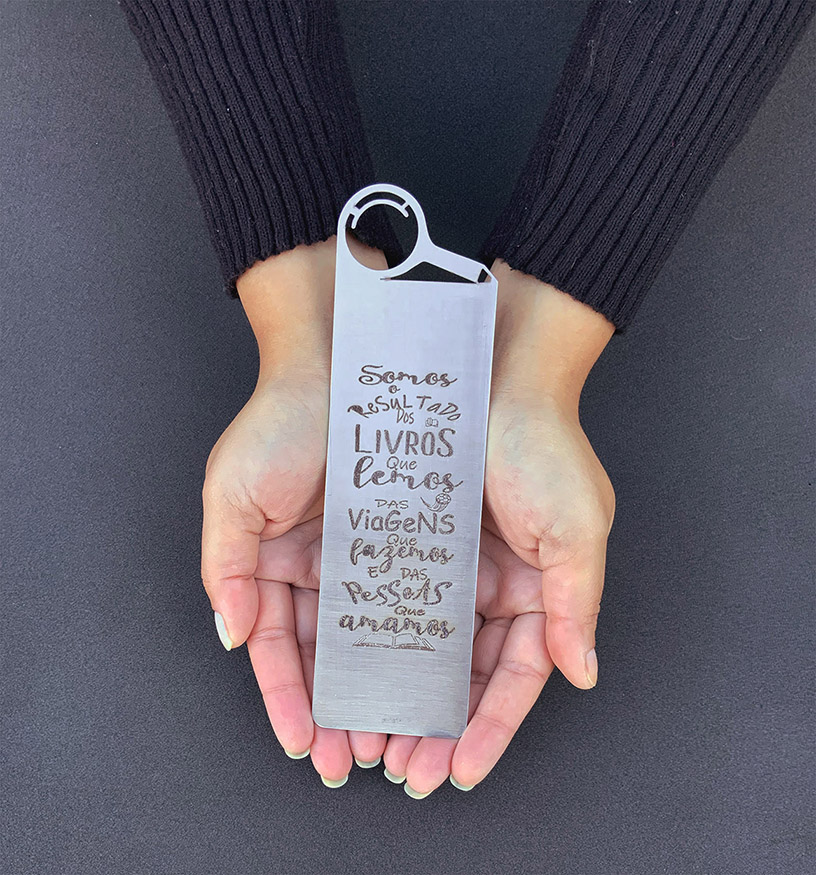 Somos
o
ReSuLTaDO
Dos
LIVROS
Que
lemos
DAS
ViaGeNS
Que
fazemos
E DAS
PeSSoAS
que
amamos